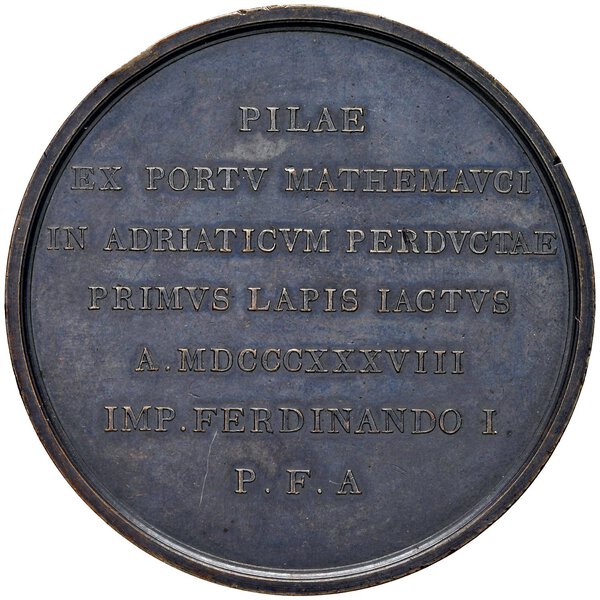 PILAE
EX PORTV MATHEMAVCI
IN ADRIATICVM PERDVCTAE
PRIMVS LAPIS IACTVS
A. MDCCCXXXVIII
IMP. FERDINANDO I
P. F. A